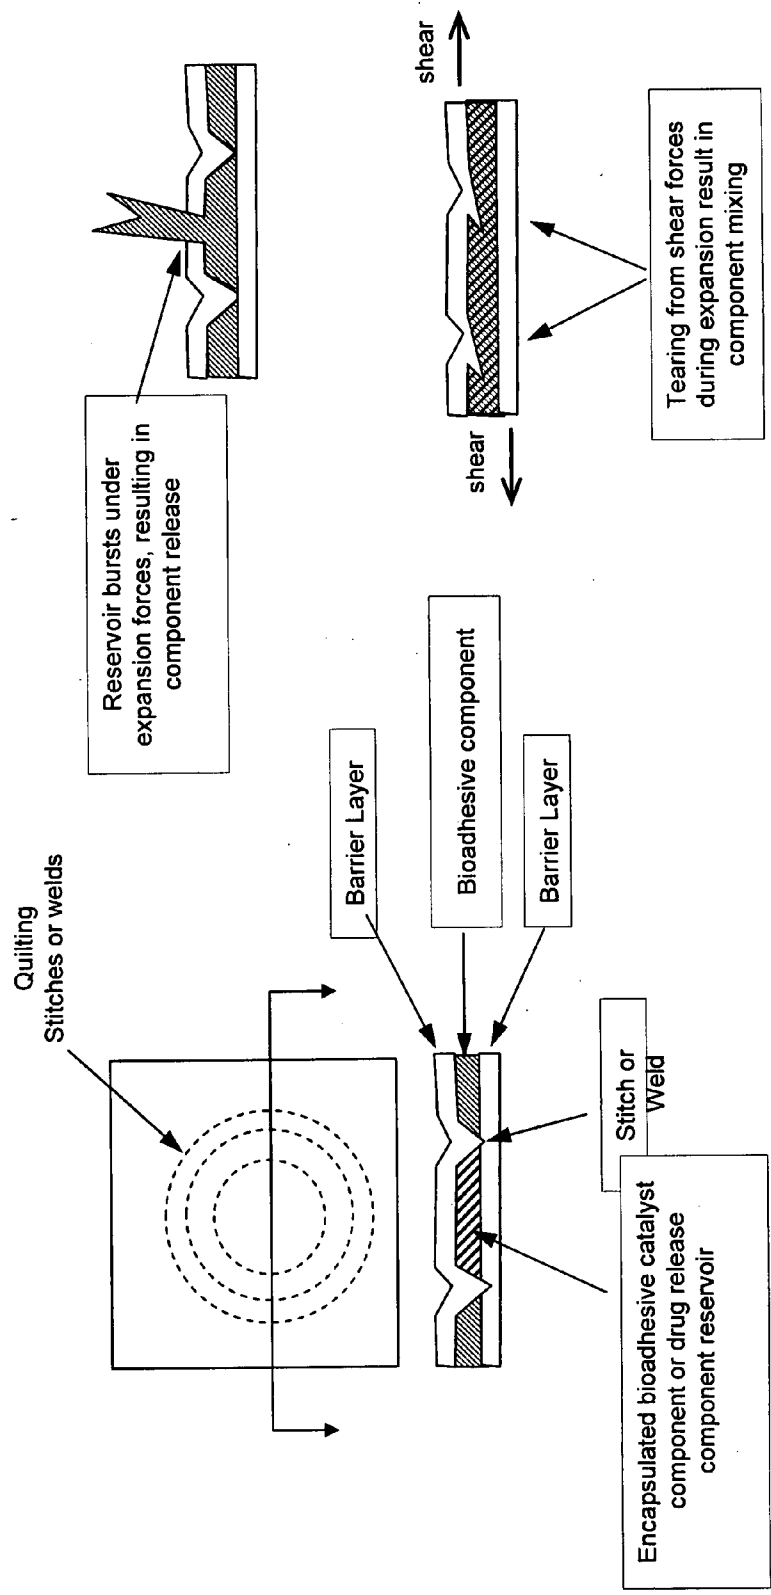 Quilting
Stitches or welds
Barrier Layer
Bioadhesive component
Barrier Layer
Stitch or
Weld
Encapsulated bioadhesive catalyst
component or drug release
component reservoir
Reservoir bursts under
expansion forces, resulting in
component release
shear
shear
Tearing from shear forces
during expansion result in
component mixing